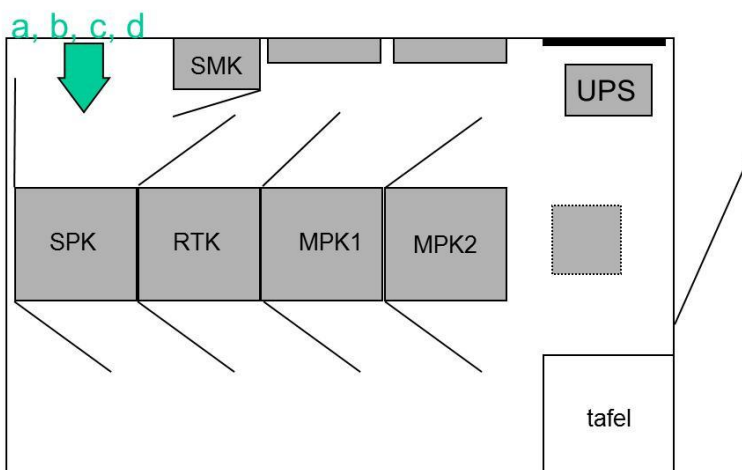 a, b, c, d
SMK
UPS
SPK
RTK
MPK1
MPK2
tafel